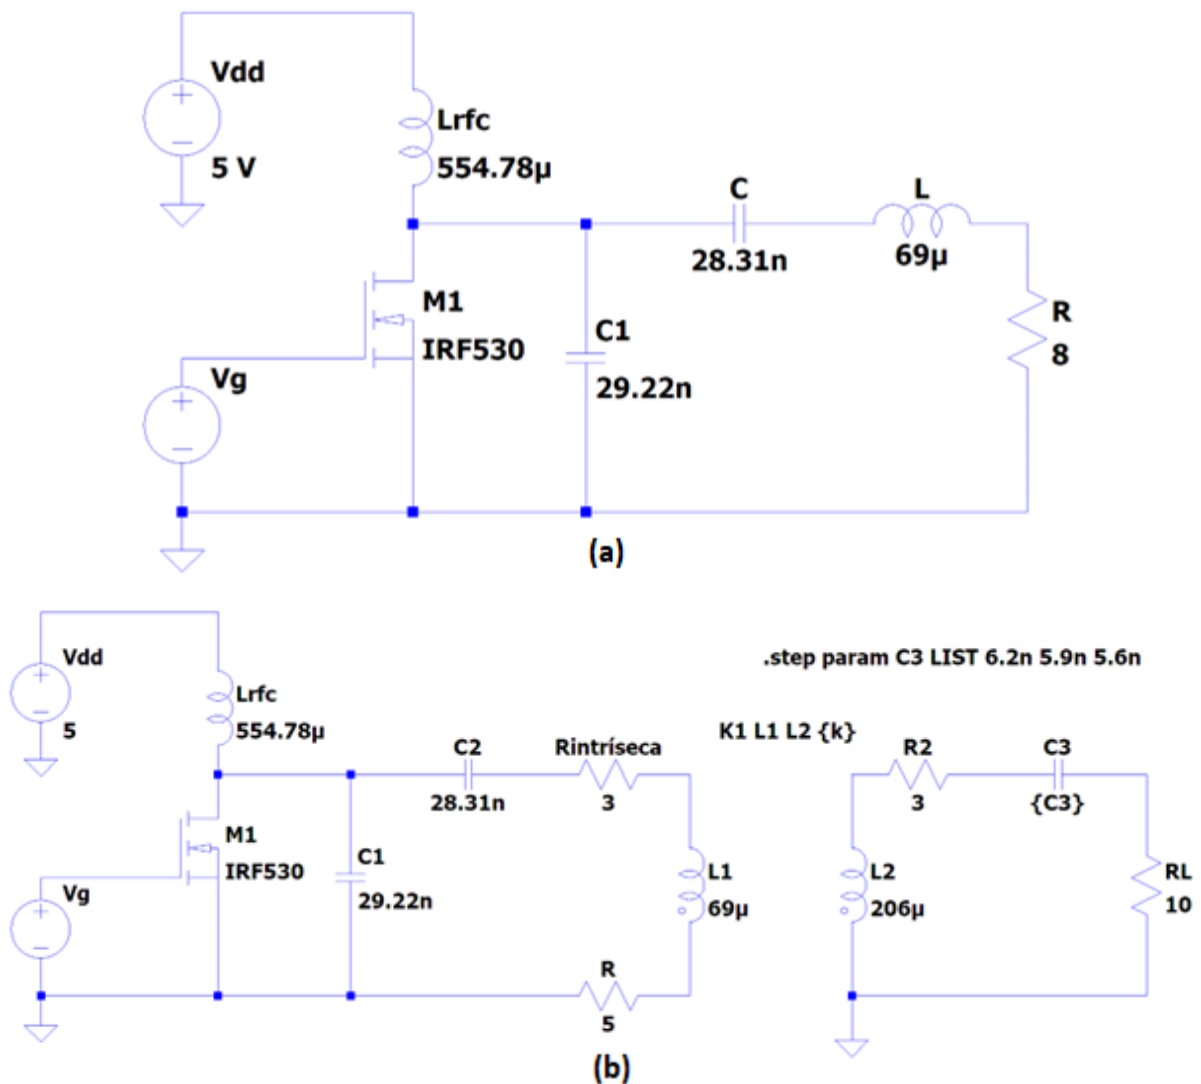 Vdd
5 V
Lrfc
554.78µ
C
28.31n
L
69µ
M1
IRF530
C1
29.22n
R
8
Vg
(a)
Vdd
5
Lrfc
554.78µ
.step param C3 LIST 6.2n 5.9n 5.6n
K1 L1 L2 {k}
C2
28.31n
Rintríseca
3
R2
3
C3
{C3}
M1
IRF530
C1
29.22n
L1
69µ
L2
206µ
RL
10
Vg
R
5
(b)